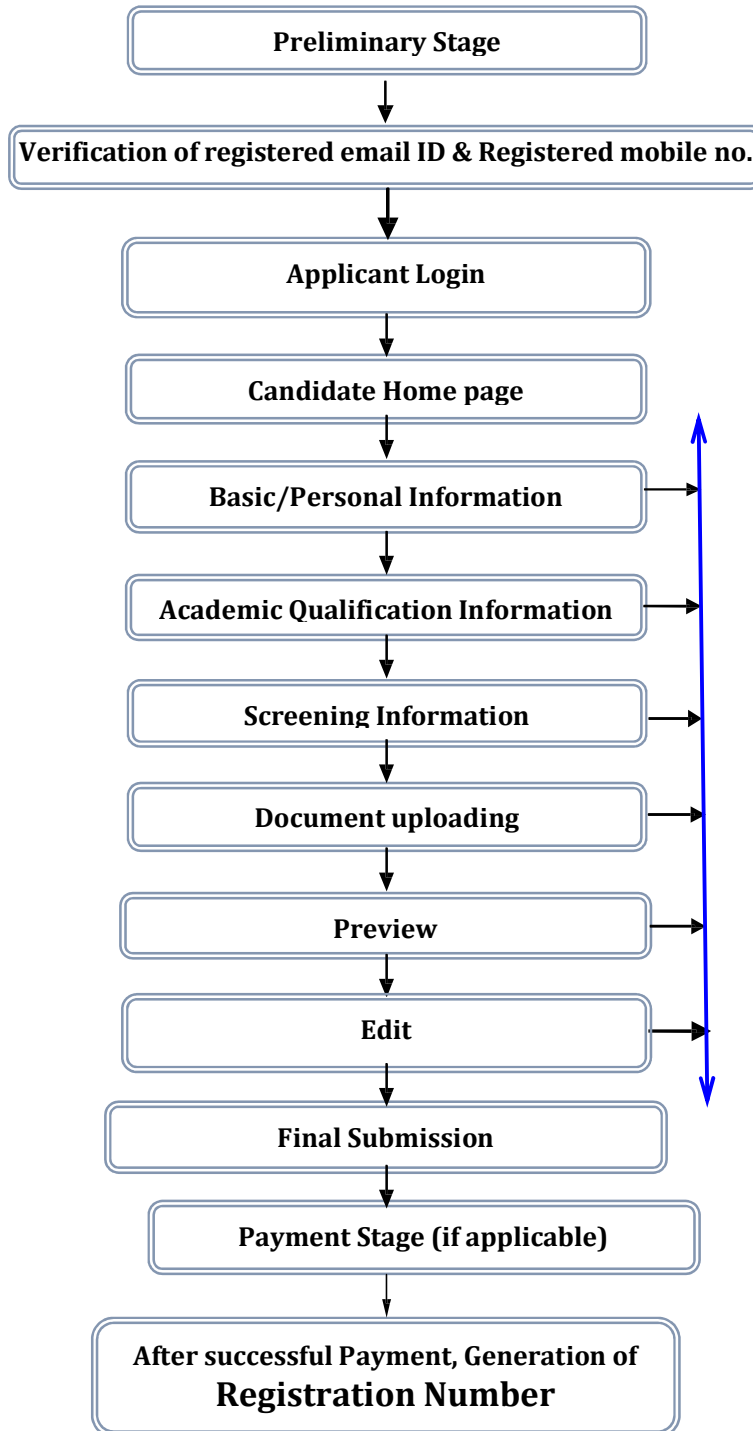 Preliminary Stage
Verification of registered email ID & Registered mobile no.
Applicant Login
Candidate Home page
Basic/Personal Information
Academic Qualification Information
Screening Information
Document uploading
Preview
Edit
Final Submission
Payment Stage (if applicable)
After successful Payment, Generation of
Registration Number